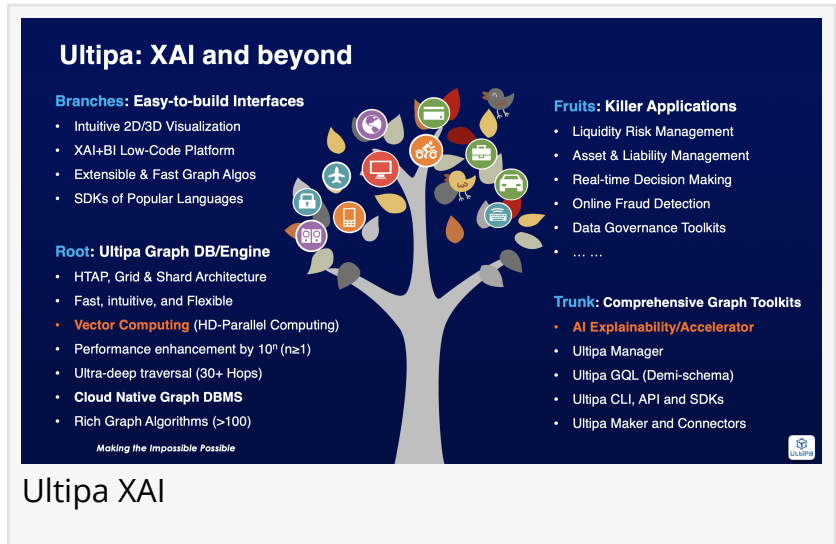 Ultipa: XAI and beyond
Branches: Easy-to-build Interfaces
• Intuitive 2D/3D Visualization
• XAI+BI Low-Code Platform
• Extensible & Fast Graph Algos
• SDKs of Popular Languages
Root: Ultipa Graph DB/Engine
• HTAP, Grid & Shard Architecture
• Fast, intuitive, and Flexible
• Vector Computing (HD-Parallel Computing)
• Performance enhancement by 10ⁿ (n≥1)
• Ultra-deep traversal (30+ Hops)
• Cloud Native Graph DBMS
• Rich Graph Algorithms (>100)
Making the Impossible Possible
Fruits: Killer Applications
• Liquidity Risk Management
• Asset & Liability Management
• Real-time Decision Making
• Online Fraud Detection
• Data Governance Toolkits
• … …
Trunk: Comprehensive Graph Toolkits
• AI Explainability/Accelerator
• Ultipa Manager
• Ultipa GQL (Demi-schema)
• Ultipa CLI, API and SDKs
• Ultipa Maker and Connectors
ULTIPA
Ultipa XAI